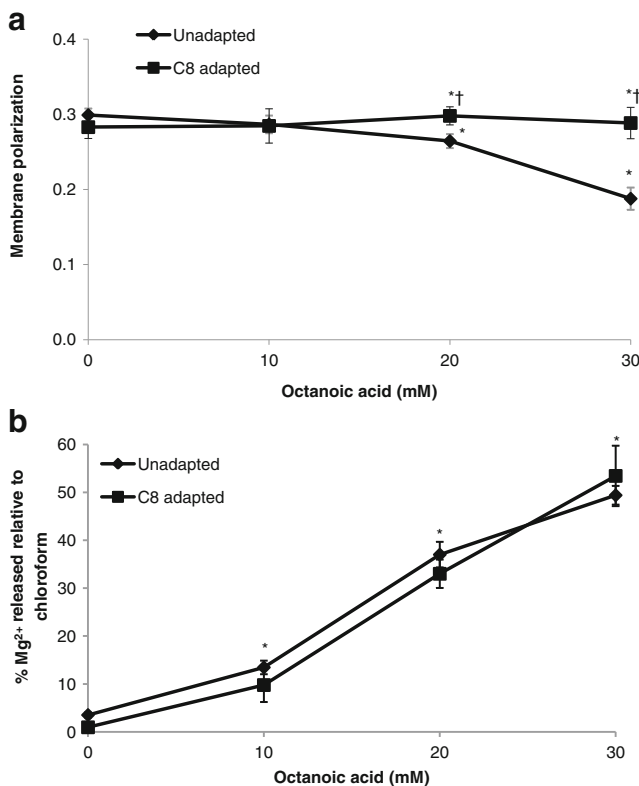 a
Unadapted
C8 adapted
Membrane polarization
0.4
0.3
0.2
0.1
0.0
*†
*
*†
*
0
10
20
30
Octanoic acid (mM)
b
Unadapted
C8 adapted
% Mg²⁺ released relative to
chloroform
60
50
40
30
20
10
0
*
*
*
0
10
20
30
Octanoic acid (mM)